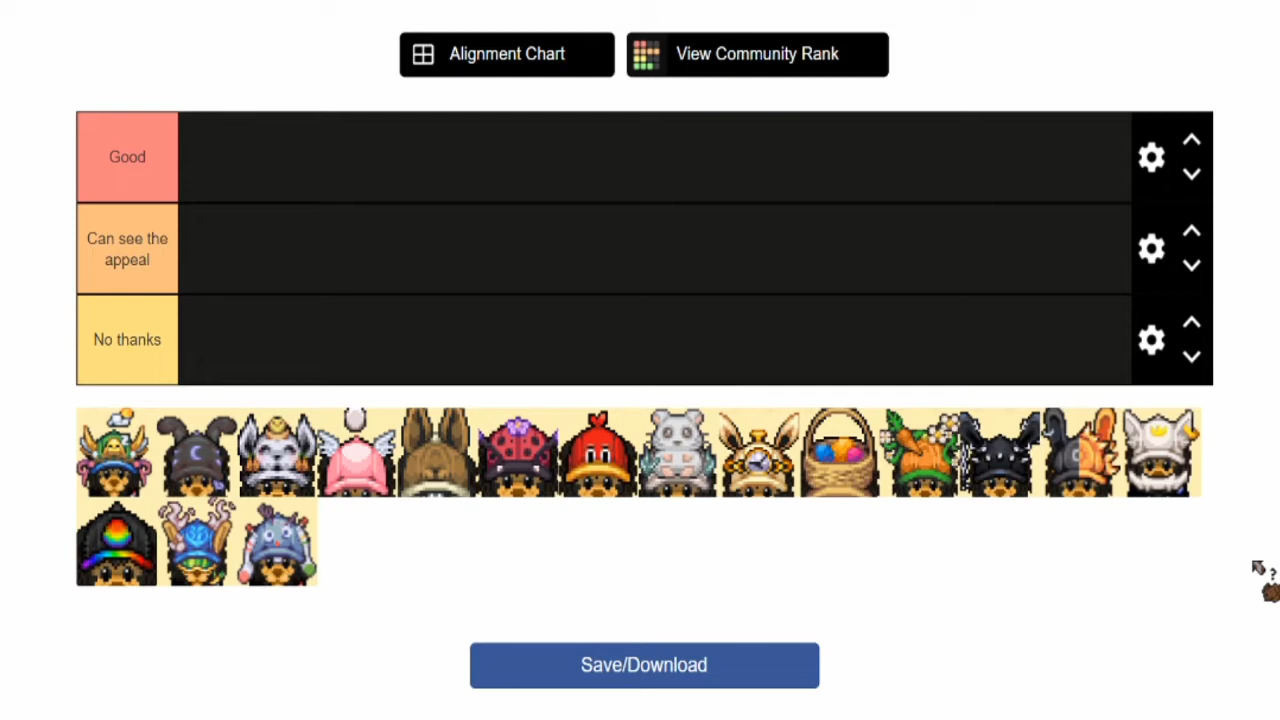 Alignment Chart
View Community Rank
Good
Can see the
appeal
No thanks
Save/Download